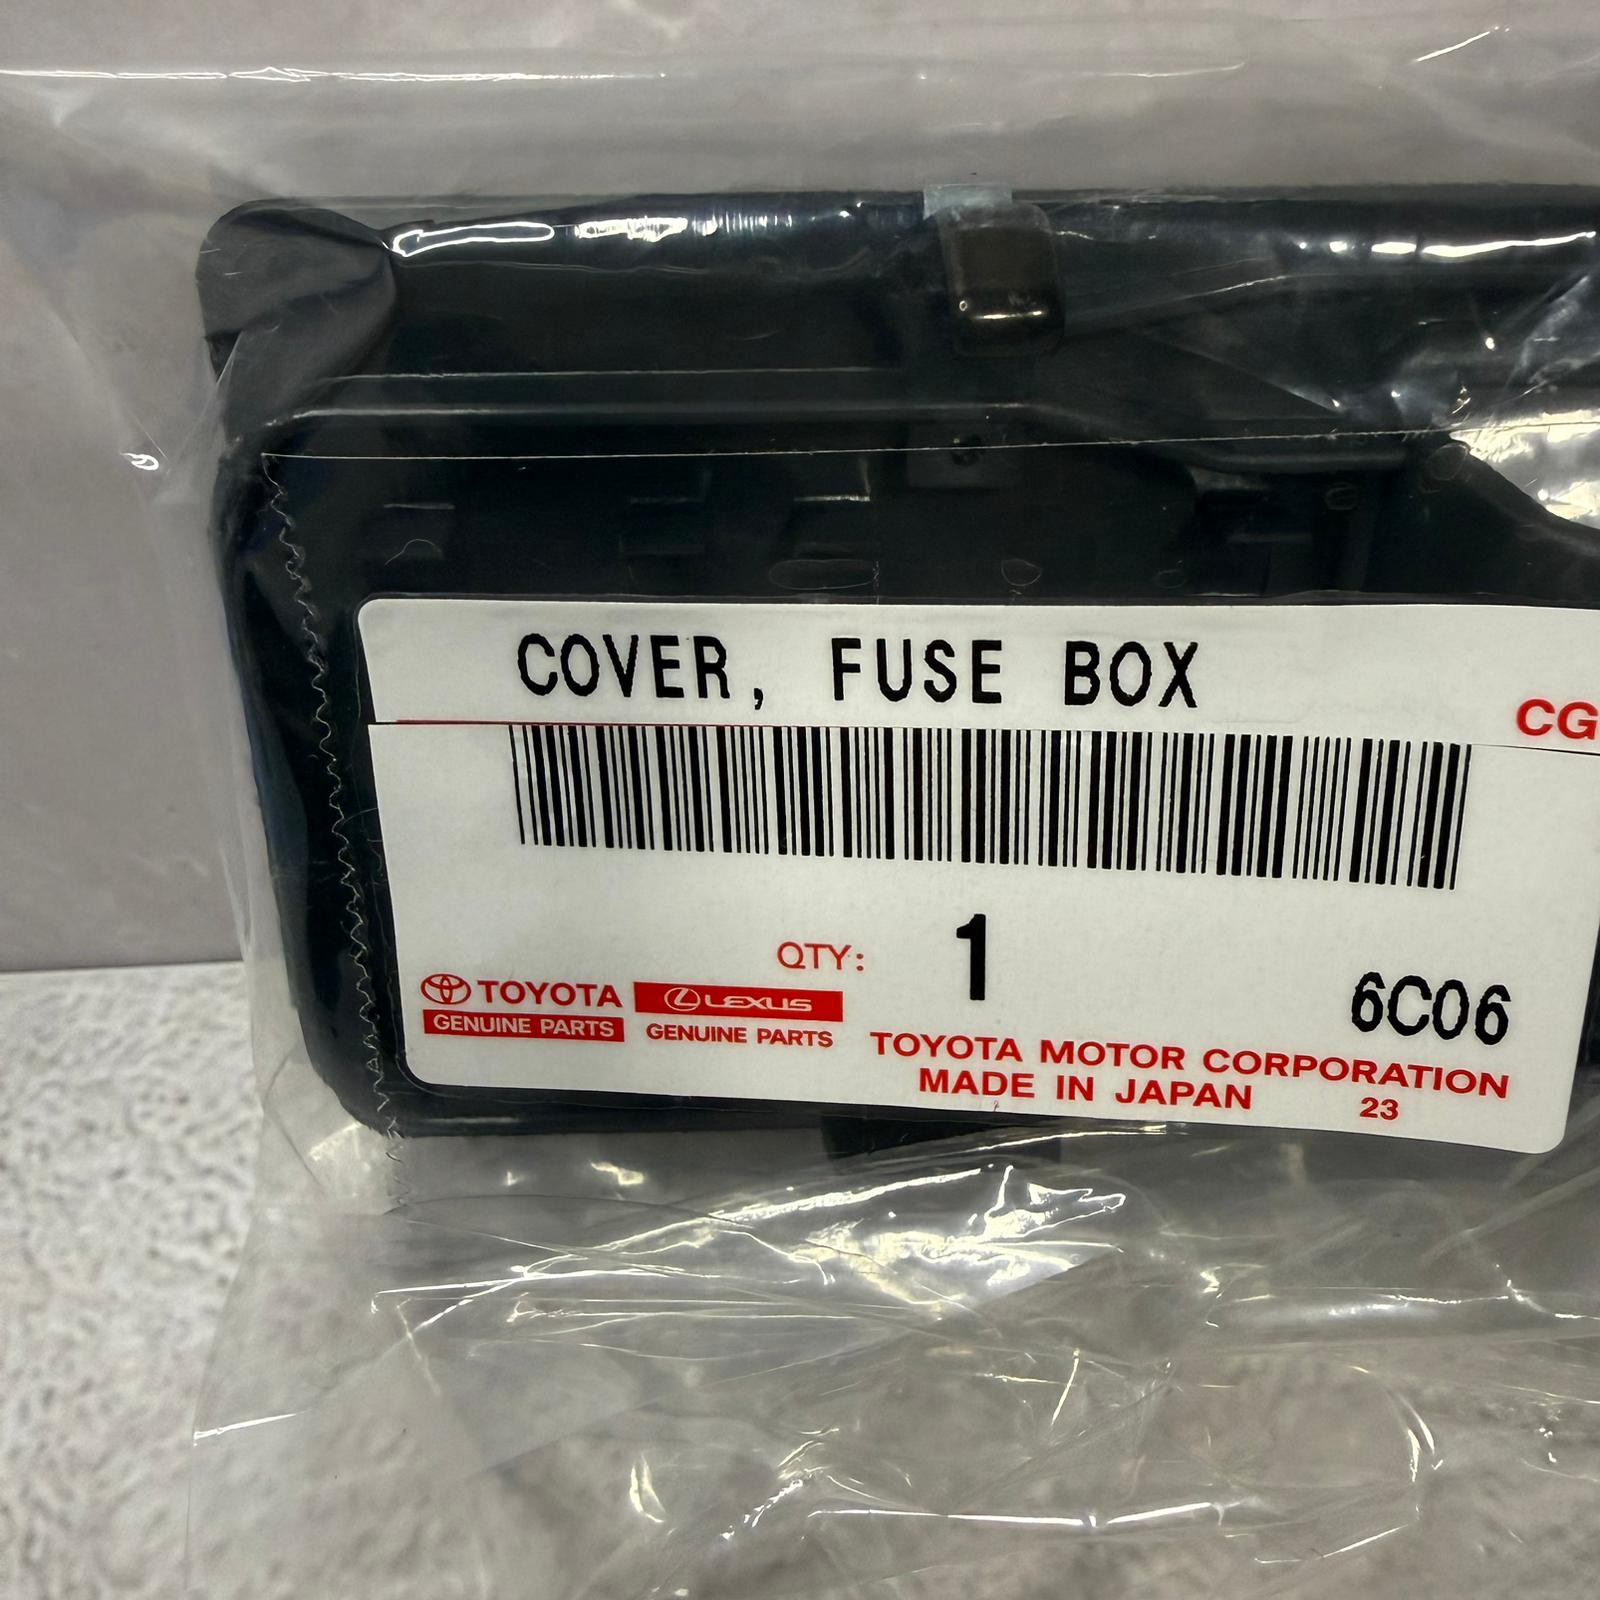 COVER, FUSE BOX
CG
QTY: 1
6C06
TOYOTA
GENUINE PARTS
LEXUS
GENUINE PARTS
TOYOTA MOTOR CORPORATION
MADE IN JAPAN 23